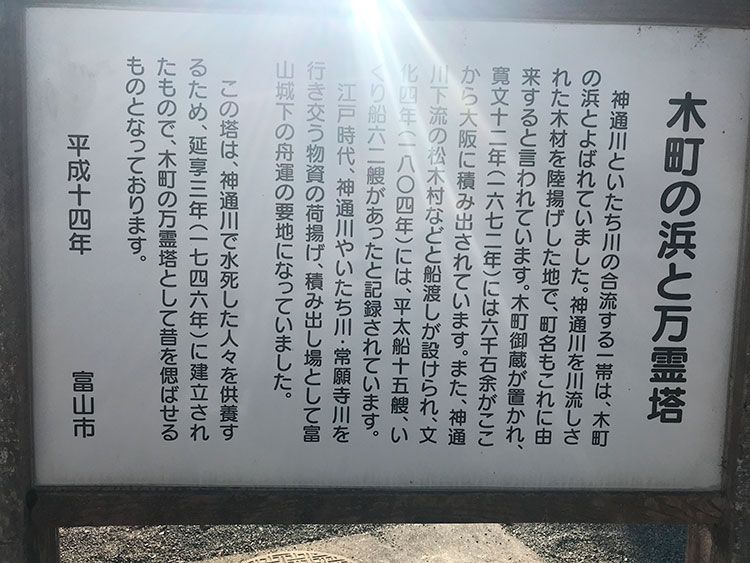 木町の浜と万霊塔
神通川といたち川の合流する一帯は、木町
の浜とよばれていました。神通川を川流しさ
れた木材を陸揚げした地で、町名もこれに由
来すると言われています。木町御蔵が置かれ、
寛文十二年(一六七二年)には六千石余がここ
から大阪に積み出されています。また、神通
川下流の松木村などと船渡しが設けられ、文
化四年(一八〇四年)には、平太船十五艘、い
くり船六二艘があったと記録されています。
江戸時代、神通川やいたち川・常願寺川を
行き交う物資の荷揚げ、積み出し場として富
山城下の舟運の要地になっていました。
この塔は、神通川で水死した人々を供養す
るため、延享三年(一七四六年)に建立され
たもので、木町の万霊塔として昔を偲ばせる
ものとなっております。
平成十四年 富山市